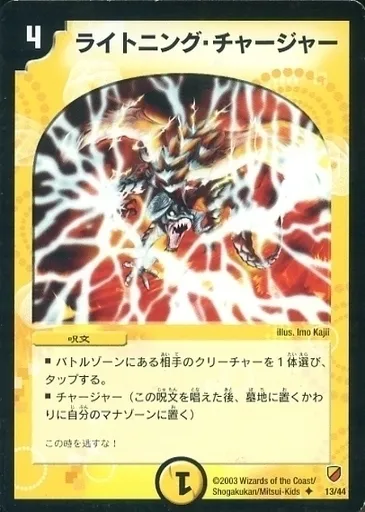 4
ライトニング・チャージャー
illus. Imo Kajii
呪文
■ バトルゾーンにある相手のクリーチャーを1体選び、
タップする。
■ チャージャー（この呪文を唱えた後、墓地に置くかわ
りに自分のマナゾーンに置く）
この時を逃すな！
1
©2003 Wizards of the Coast/
Shogakukan/Mitsui-Kids ♦ 13/44